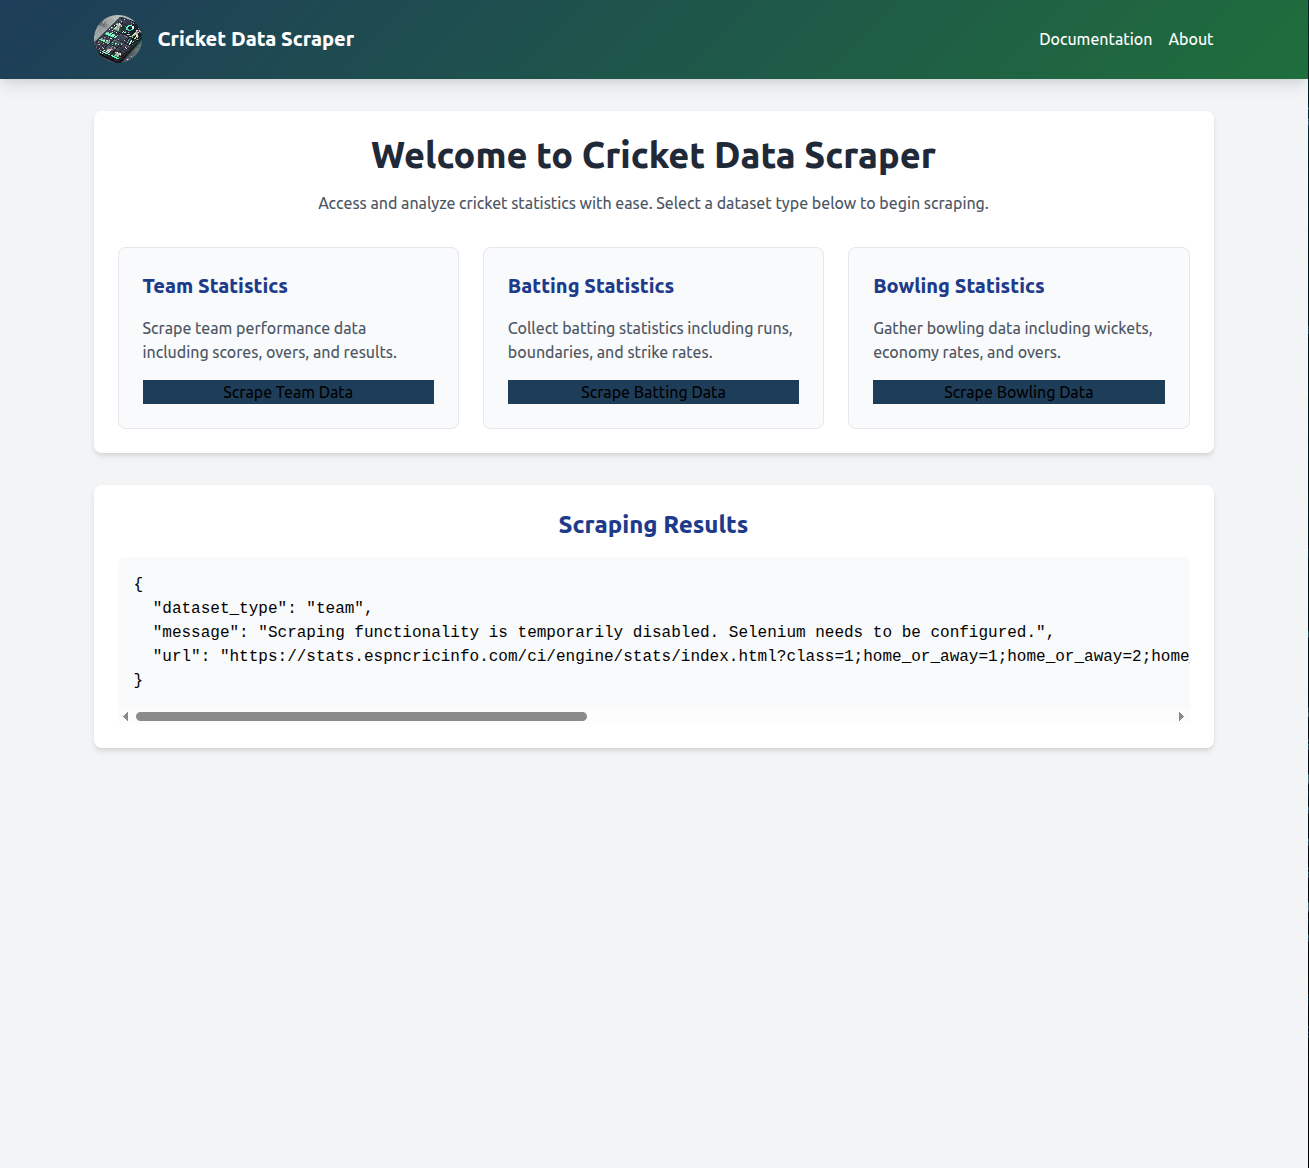 Cricket Data Scraper
Documentation
About
Welcome to Cricket Data Scraper
Access and analyze cricket statistics with ease. Select a dataset type below to begin scraping.
Team Statistics
Scrape team performance data
including scores, overs, and results.
Scrape Team Data
Batting Statistics
Collect batting statistics including runs,
boundaries, and strike rates.
Scrape Batting Data
Bowling Statistics
Gather bowling data including wickets,
economy rates, and overs.
Scrape Bowling Data
Scraping Results
{
  "dataset_type": "team",
  "message": "Scraping functionality is temporarily disabled. Selenium needs to be configured.",
  "url": "https://stats.espncricinfo.com/ci/engine/stats/index.html?class=1;home_or_away=1;home_or_away=2;home
}